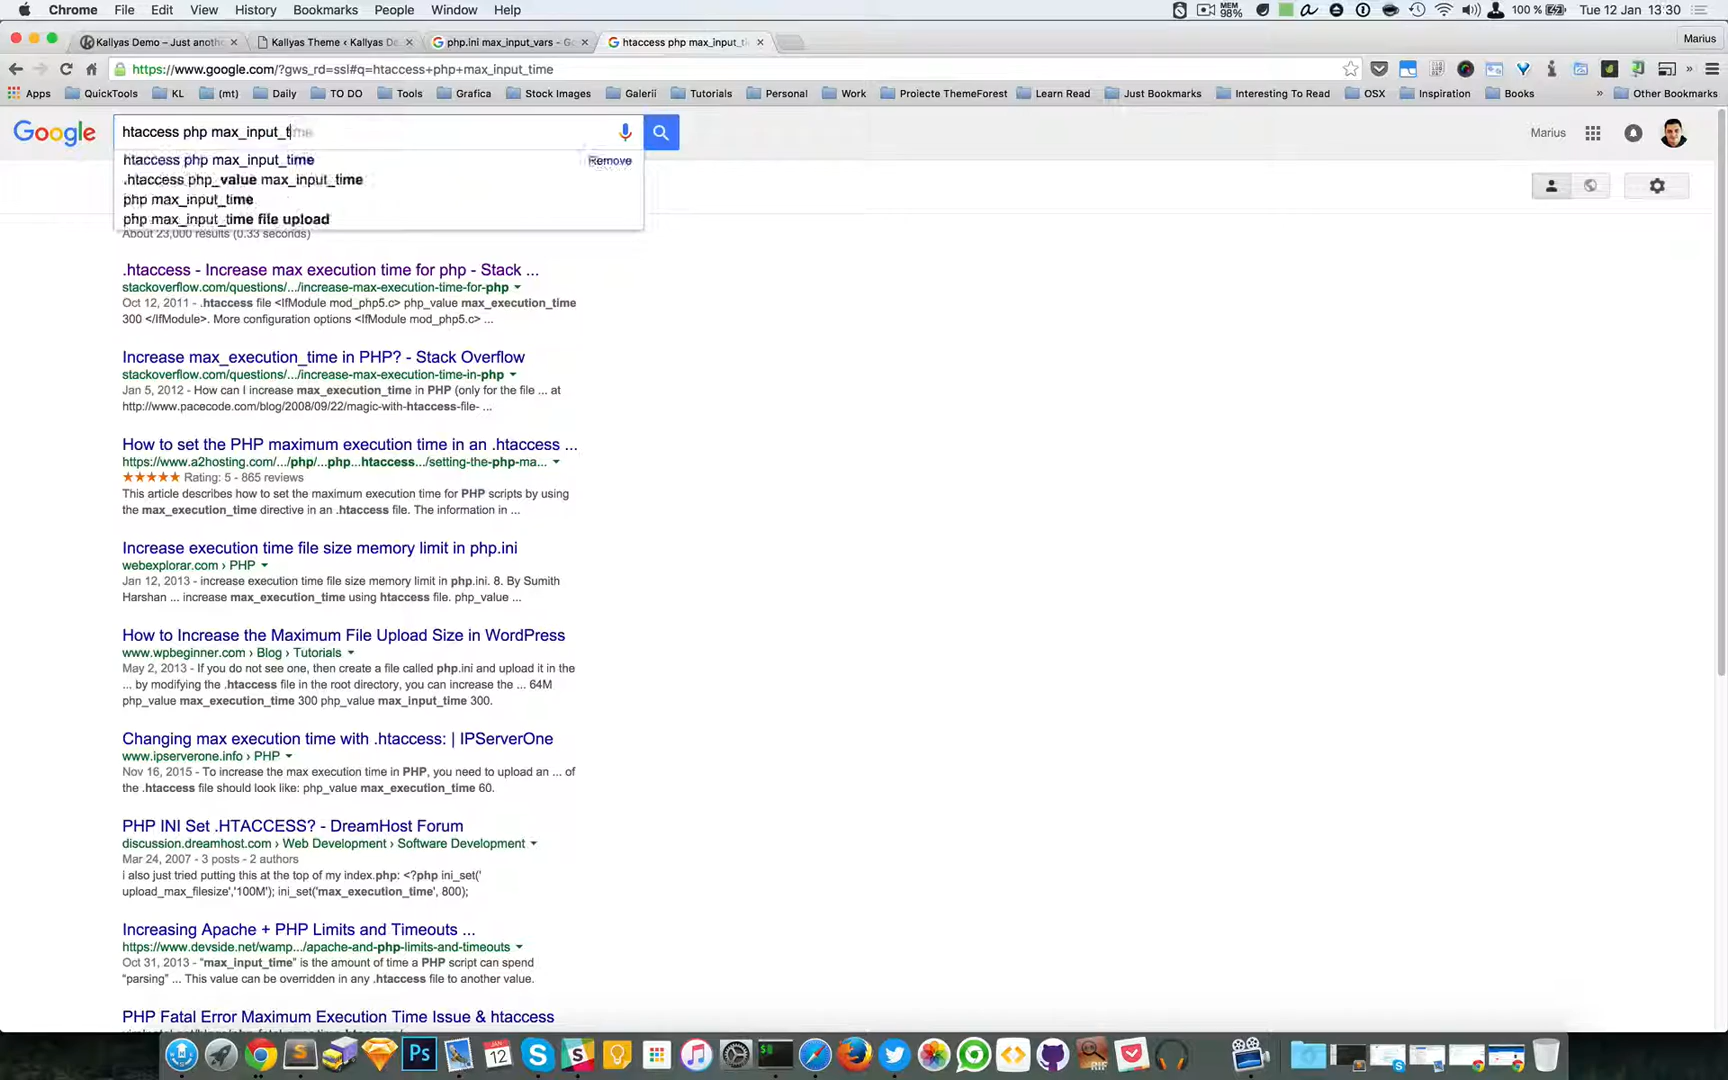 Chrome File Edit View History Bookmarks People Window Help
MEM 98% 100 % Tue 12 Jan 13:30
Kallyas Demo – Just anoth
Kallyas Theme ‹ Kallyas De
php.ini max_input_vars - Go
htaccess php max_input_ti
Marius
https://www.google.com/?gws_rd=ssl#q=htaccess+php+max_input_time
Apps QuickTools KL (mt) Daily TO DO Tools Grafica Stock Images Galerii Tutorials Personal Work Proiecte ThemeForest Learn Read Just Bookmarks Interesting To Read OSX Inspiration Books » Other Bookmarks
Google
htaccess php max_input_time
Marius
htaccess php max_input_time
Remove
.htaccess php_value max_input_time
php max_input_time
php max_input_time file upload
About 23,000 results (0.33 seconds)
.htaccess - Increase max execution time for php - Stack ...
stackoverflow.com/questions/.../increase-max-execution-time-for-php
Oct 12, 2011 - .htaccess file <IfModule mod_php5.c> php_value max_execution_time
300 </IfModule>. More configuration options <IfModule mod_php5.c> ...
Increase max_execution_time in PHP? - Stack Overflow
stackoverflow.com/questions/.../increase-max-execution-time-in-php
Jan 5, 2012 - How can I increase max_execution_time in PHP (only for the file ... at
http://www.pacecode.com/blog/2008/09/22/magic-with-htaccess-file- ...
How to set the PHP maximum execution time in an .htaccess ...
https://www.a2hosting.com/.../php/...php...htaccess.../setting-the-php-ma...
★★★★★ Rating: 5 - 865 reviews
This article describes how to set the maximum execution time for PHP scripts by using
the max_execution_time directive in an .htaccess file. The information in ...
Increase execution time file size memory limit in php.ini
webexplorar.com › PHP
Jan 12, 2013 - increase execution time file size memory limit in php.ini. 8. By Sumith
Harshan ... increase max_execution_time using htaccess file. php_value ...
How to Increase the Maximum File Upload Size in WordPress
www.wpbeginner.com › Blog › Tutorials
May 2, 2013 - If you do not see one, then create a file called php.ini and upload it in the
... by modifying the .htaccess file in the root directory, you can increase the ... 64M
php_value max_execution_time 300 php_value max_input_time 300.
Changing max execution time with .htaccess: | IPServerOne
www.ipserverone.info › PHP
Nov 16, 2015 - To increase the max execution time in PHP, you need to upload an ... of
the .htaccess file should look like: php_value max_execution_time 60.
PHP INI Set .HTACCESS? - DreamHost Forum
discussion.dreamhost.com › Web Development › Software Development
Mar 24, 2007 - 3 posts - 2 authors
i also just tried putting this at the top of my index.php: <?php ini_set('
upload_max_filesize','100M'); ini_set('max_execution_time', 800);
Increasing Apache + PHP Limits and Timeouts ...
https://www.devside.net/wamp.../apache-and-php-limits-and-timeouts
Oct 31, 2013 - “max_input_time” is the amount of time a PHP script can spend
“parsing” ... This value can be overridden in any .htaccess file to another value.
PHP Fatal Error Maximum Execution Time Issue & htaccess
Ps
12